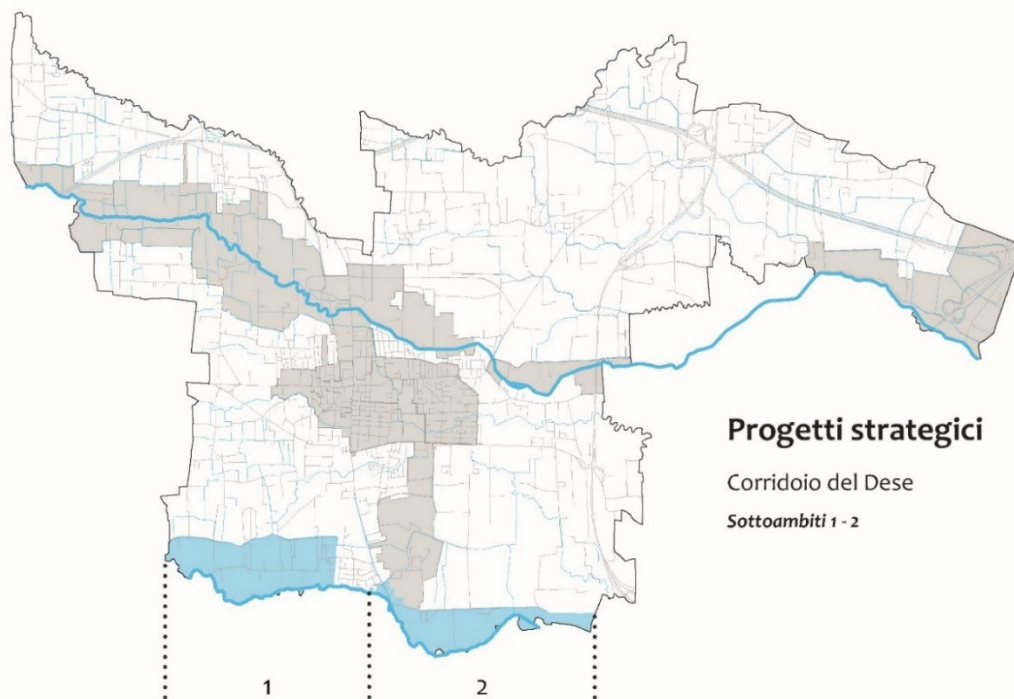 Progetti strategici
Corridoio del Dese
Sottoambiti 1 - 2
1
2